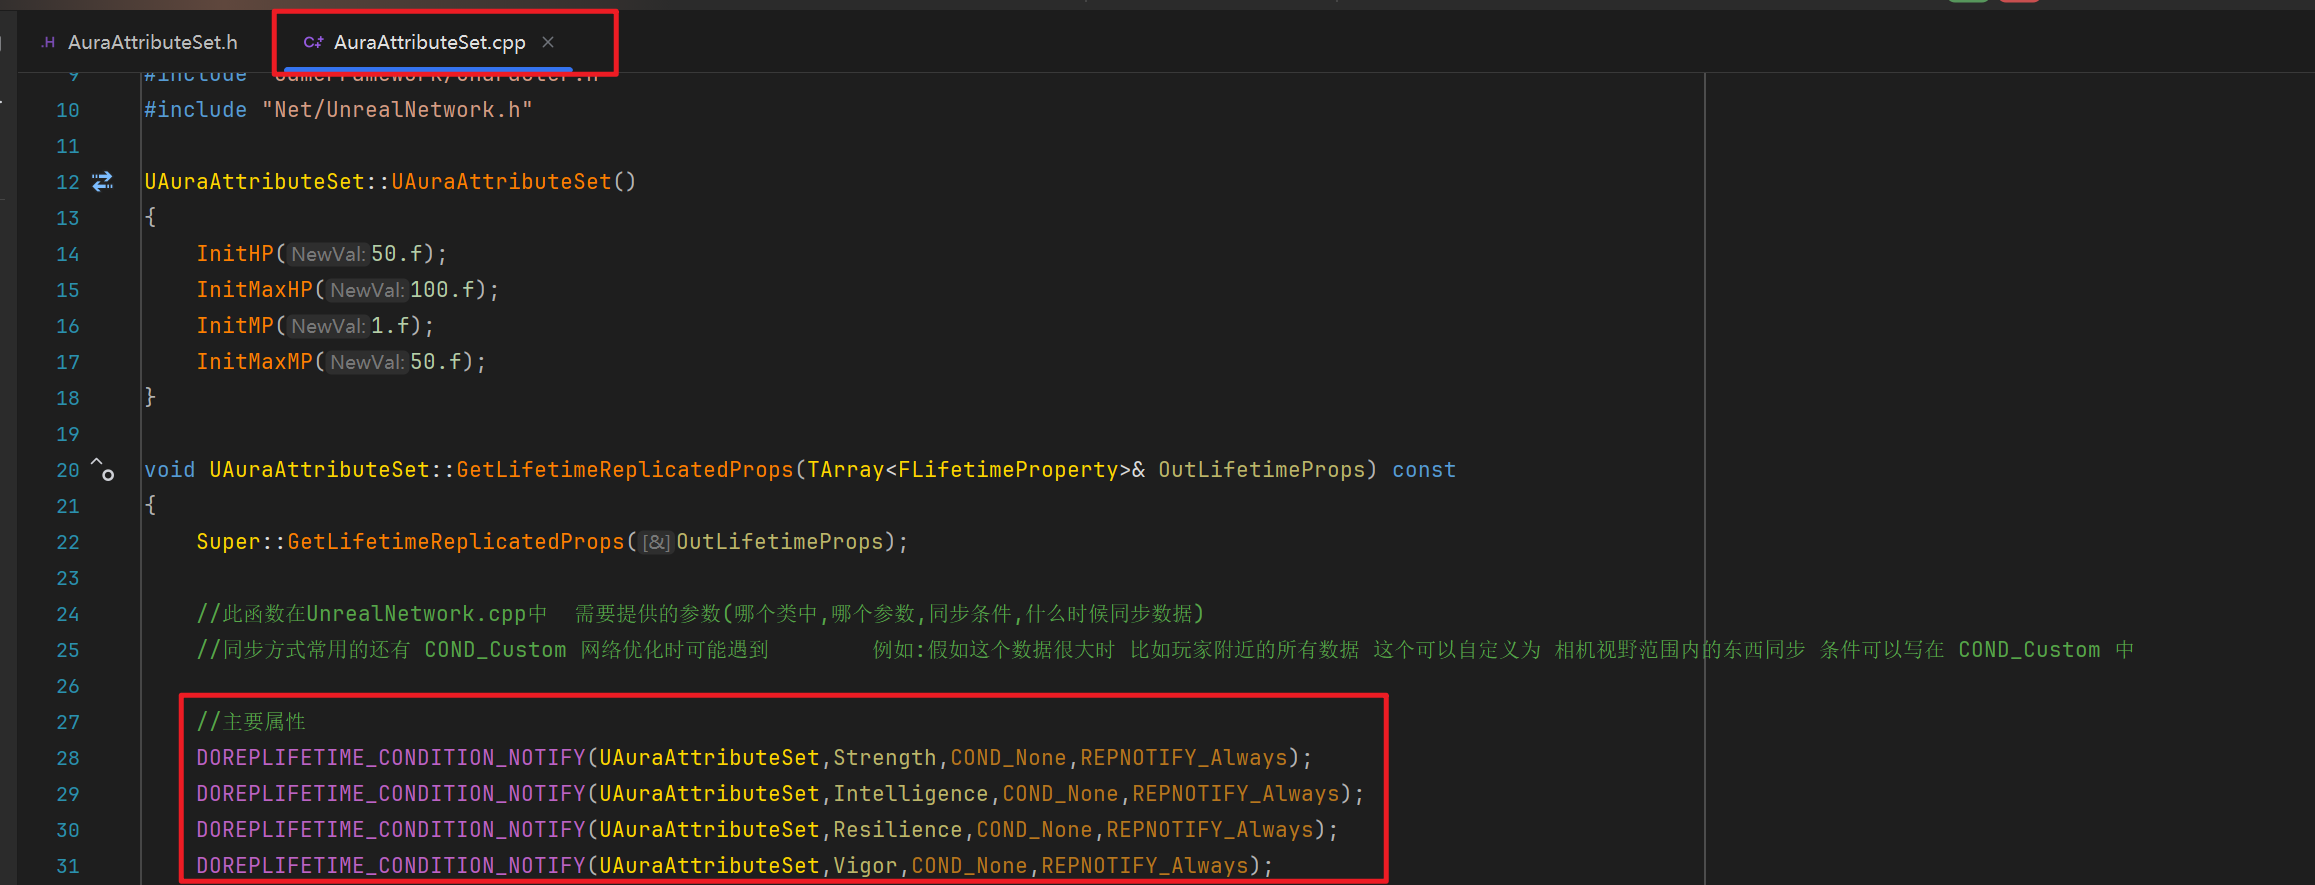 AuraAttributeSet.h
AuraAttributeSet.cpp
9 #include "GameFramework/Character.h"
10 #include "Net/UnrealNetwork.h"
11
12 UAuraAttributeSet::UAuraAttributeSet()
13 {
14 InitHP(NewVal:50.f);
15 InitMaxHP(NewVal:100.f);
16 InitMP(NewVal:1.f);
17 InitMaxMP(NewVal:50.f);
18 }
19
20 void UAuraAttributeSet::GetLifetimeReplicatedProps(TArray<FLifetimeProperty>& OutLifetimeProps) const
21 {
22 Super::GetLifetimeReplicatedProps([&]OutLifetimeProps);
23
24 //此函数在UnrealNetwork.cpp中 需要提供的参数(哪个类中,哪个参数,同步条件,什么时候同步数据)
25 //同步方式常用的还有 COND_Custom 网络优化时可能遇到 例如:假如这个数据很大时 比如玩家附近的所有数据 这个可以自定义为 相机视野范围内的东西同步 条件可以写在 COND_Custom 中
26
27 //主要属性
28 DOREPLIFETIME_CONDITION_NOTIFY(UAuraAttributeSet,Strength,COND_None,REPNOTIFY_Always);
29 DOREPLIFETIME_CONDITION_NOTIFY(UAuraAttributeSet,Intelligence,COND_None,REPNOTIFY_Always);
30 DOREPLIFETIME_CONDITION_NOTIFY(UAuraAttributeSet,Resilience,COND_None,REPNOTIFY_Always);
31 DOREPLIFETIME_CONDITION_NOTIFY(UAuraAttributeSet,Vigor,COND_None,REPNOTIFY_Always);